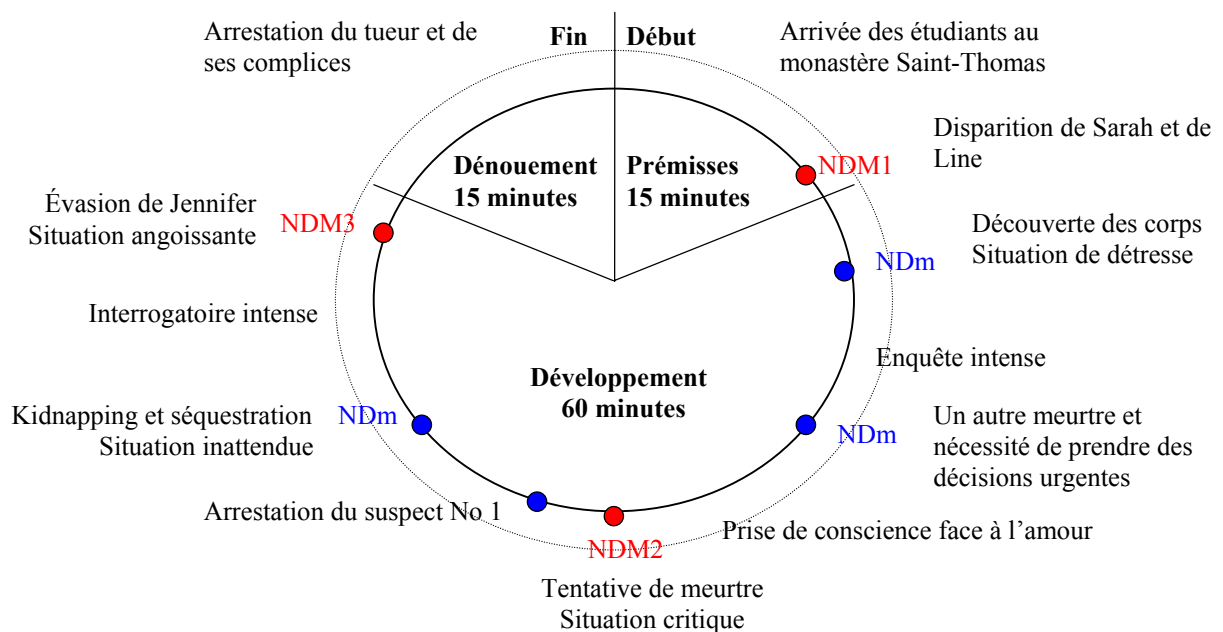 Fin
Début
Arrivée des étudiants au
monastère Saint-Thomas
Disparition de Sarah et de
Line
NDM1
Prémisses
15 minutes
Découverte des corps
Situation de détresse
NDm
Enquête intense
Un autre meurtre et
nécessité de prendre des
décisions urgentes
NDm
Développement
60 minutes
Prise de conscience face à l’amour
NDM2
Tentative de meurtre
Situation critique
Arrestation du suspect No 1
Kidnapping et séquestration
Situation inattendue
NDm
Interrogatoire intense
Évasion de Jennifer
Situation angoissante
NDM3
Dénouement
15 minutes
Arrestation du tueur et de
ses complices